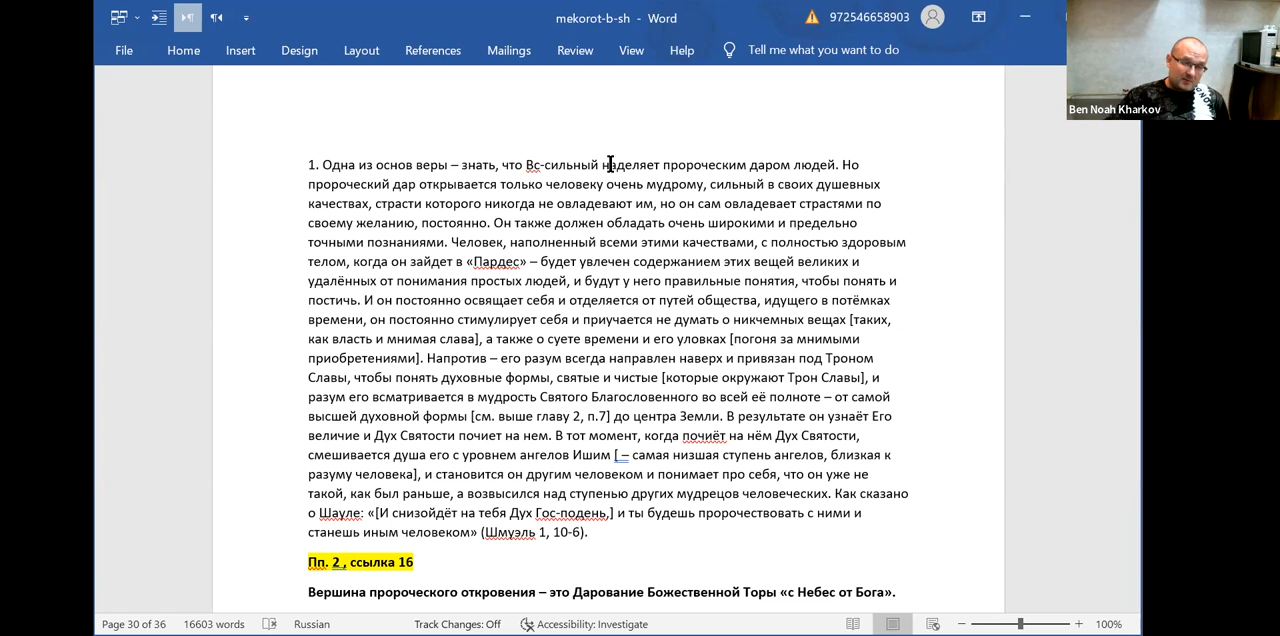 mekorot-b-sh - Word
972546658903
File Home Insert Design Layout References Mailings Review View Help Tell me what you want to do
Ben Noah Kharkov
1. Одна из основ веры – знать, что Вс-сильный наделяет пророческим даром людей. Но
пророческий дар открывается только человеку очень мудрому, сильный в своих душевных
качествах, страсти которого никогда не овладевают им, но он сам овладевает страстями по
своему желанию, постоянно. Он также должен обладать очень широкими и предельно
точными познаниями. Человек, наполненный всеми этими качествами, с полностью здоровым
телом, когда он зайдет в «Пардес» – будет увлечен содержанием этих вещей великих и
удалённых от понимания простых людей, и будут у него правильные понятия, чтобы понять и
постичь. И он постоянно освящает себя и отделяется от путей общества, идущего в потёмках
времени, он постоянно стимулирует себя и приучается не думать о никчемных вещах [таких,
как власть и мнимая слава], а также о суете времени и его уловках [погоня за мнимыми
приобретениями]. Напротив – его разум всегда направлен наверх и привязан под Троном
Славы, чтобы понять духовные формы, святые и чистые [которые окружают Трон Славы], и
разум его всматривается в мудрость Святого Благословенного во всей её полноте – от самой
высшей духовной формы [см. выше главу 2, п.7] до центра Земли. В результате он узнаёт Его
величие и Дух Святости почиет на нем. В тот момент, когда почиёт на нём Дух Святости,
смешивается душа его с уровнем ангелов Ишим [ – самая низшая ступень ангелов, близкая к
разуму человека], и становится он другим человеком и понимает про себя, что он уже не
такой, как был раньше, а возвысился над ступенью других мудрецов человеческих. Как сказано
о Шауле: «[И снизойдёт на тебя Дух Гос-подень,] и ты будешь пророчествовать с ними и
станешь иным человеком» (Шмуэль 1, 10-6).
Пп. 2 , ссылка 16
Вершина пророческого откровения – это Дарование Божественной Торы «с Небес от Бога».
Page 30 of 36 16603 words Russian Track Changes: Off Accessibility: Investigate 100%